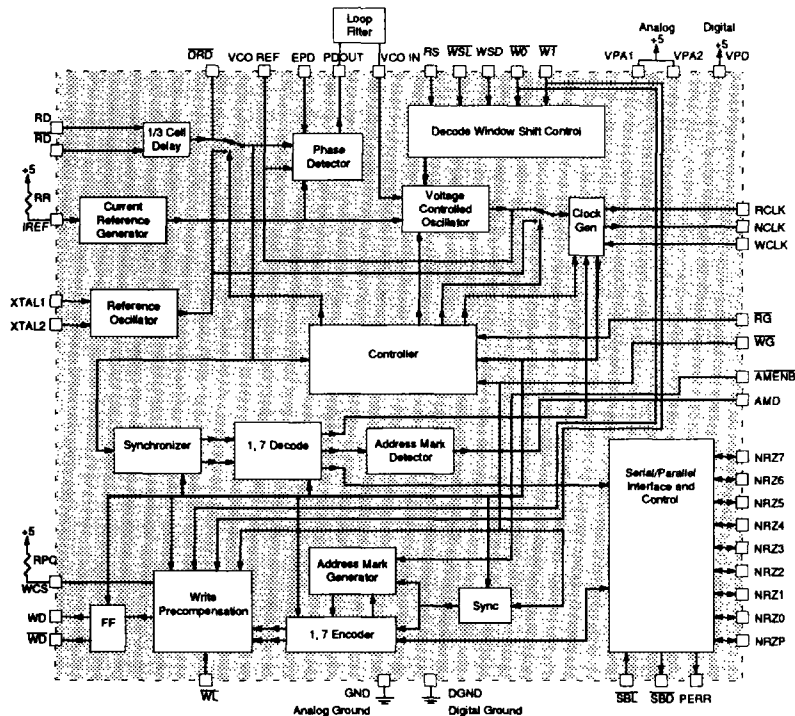 Loop
Filter
Analog
+5
Digital
+5
DRD
VCO REF
EPD
PDOUT
VCO IN
RS
WSL
WSD
W0
W1
VPA1
VPA2
VPD
RD
RD
1/3 Cell
Delay
Phase
Detector
Decode Window Shift Control
+5
RR
IREF
Current
Reference
Generator
Voltage
Controlled
Oscillator
Clock
Gen
RCLK
NCLK
WCLK
XTAL1
XTAL2
Reference
Oscillator
Controller
RG
WG
AMENB
AMD
Synchronizer
1, 7 Decode
Address Mark
Detector
Serial/Parallel
Interface and
Control
NRZ7
NRZ6
NRZ5
NRZ4
NRZ3
NRZ2
NRZ1
NRZ0
NRZP
+5
RPC
WCS
WD
WD
FF
Write
Precompensation
Address Mark
Generator
1, 7 Encoder
Sync
WL
GND
Analog Ground
DGND
Digital Ground
SBL
SBD
PERR